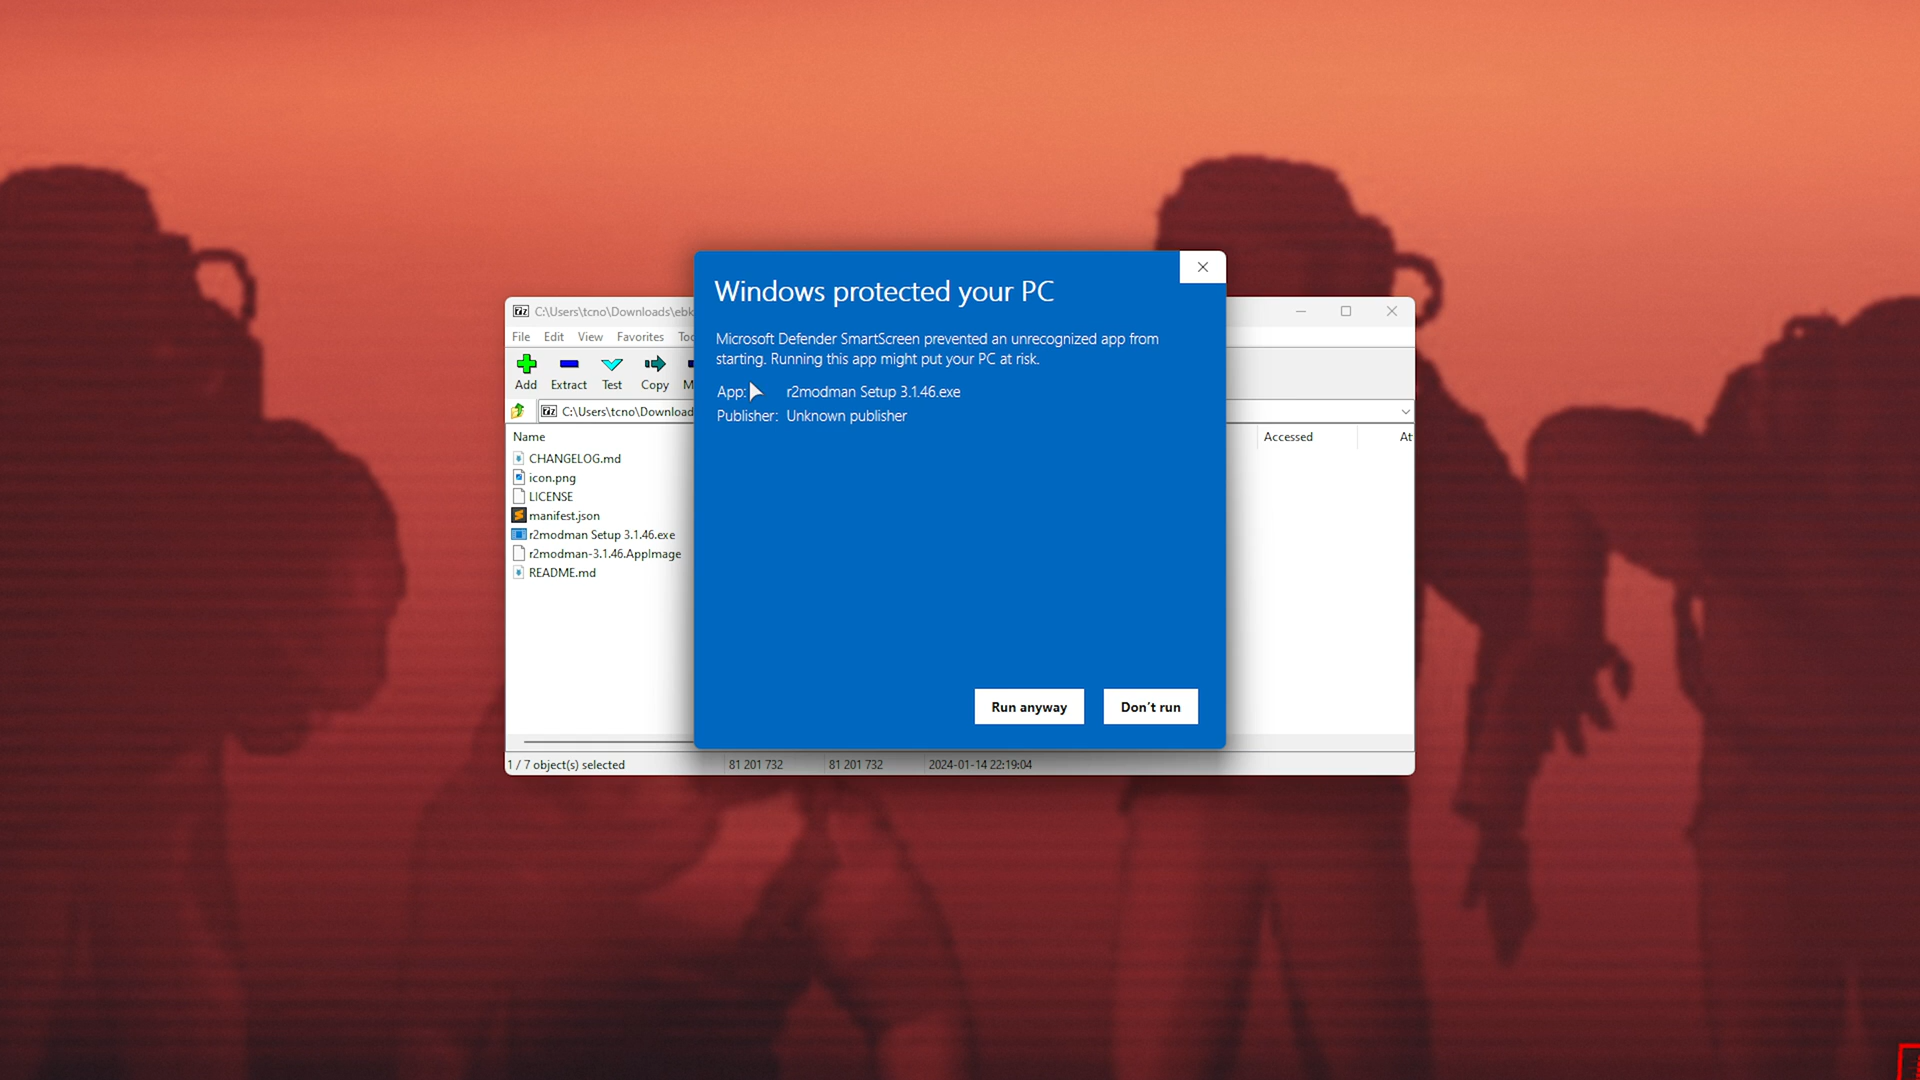 Windows protected your PC
Microsoft Defender SmartScreen prevented an unrecognized app from
starting. Running this app might put your PC at risk.
App: r2modman Setup 3.1.46.exe
Publisher: Unknown publisher
Run anyway Don't run
C:\Users\tcno\Downloads\ebk
File Edit View Favorites Too
Add Extract Test Copy M
C:\Users\tcno\Download
Name Accessed At
CHANGELOG.md
icon.png
LICENSE
manifest.json
r2modman Setup 3.1.46.exe
r2modman-3.1.46.AppImage
README.md
1 / 7 object(s) selected 81 201 732 81 201 732 2024-01-14 22:19:04